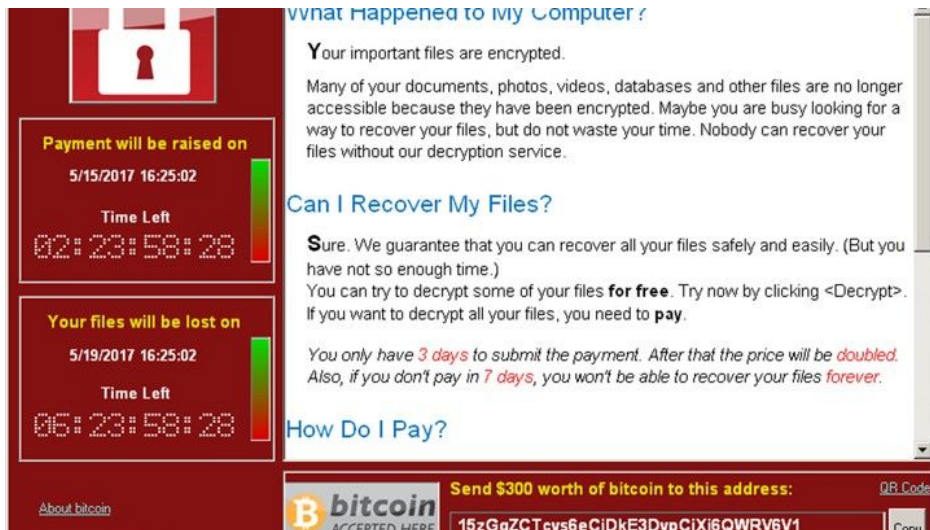 What Happened to My Computer?
Your important files are encrypted.
Many of your documents, photos, videos, databases and other files are no longer
accessible because they have been encrypted. Maybe you are busy looking for a
way to recover your files, but do not waste your time. Nobody can recover your
files without our decryption service.
Payment will be raised on
5/15/2017 16:25:02
Time Left
02:23:58:28
Can I Recover My Files?
Sure. We guarantee that you can recover all your files safely and easily. (But you
have not so enough time.)
You can try to decrypt some of your files for free. Try now by clicking <Decrypt>.
If you want to decrypt all your files, you need to pay.
You only have 3 days to submit the payment. After that the price will be doubled.
Also, if you don't pay in 7 days, you won't be able to recover your files forever.
Your files will be lost on
5/19/2017 16:25:02
Time Left
06:23:58:28
How Do I Pay?
About bitcoin
bitcoin
ACCEPTED HERE
Send $300 worth of bitcoin to this address:
QR Code
15zGqZCTcys6eCjDkE3DypCjXi6QWRV6V1
Copy